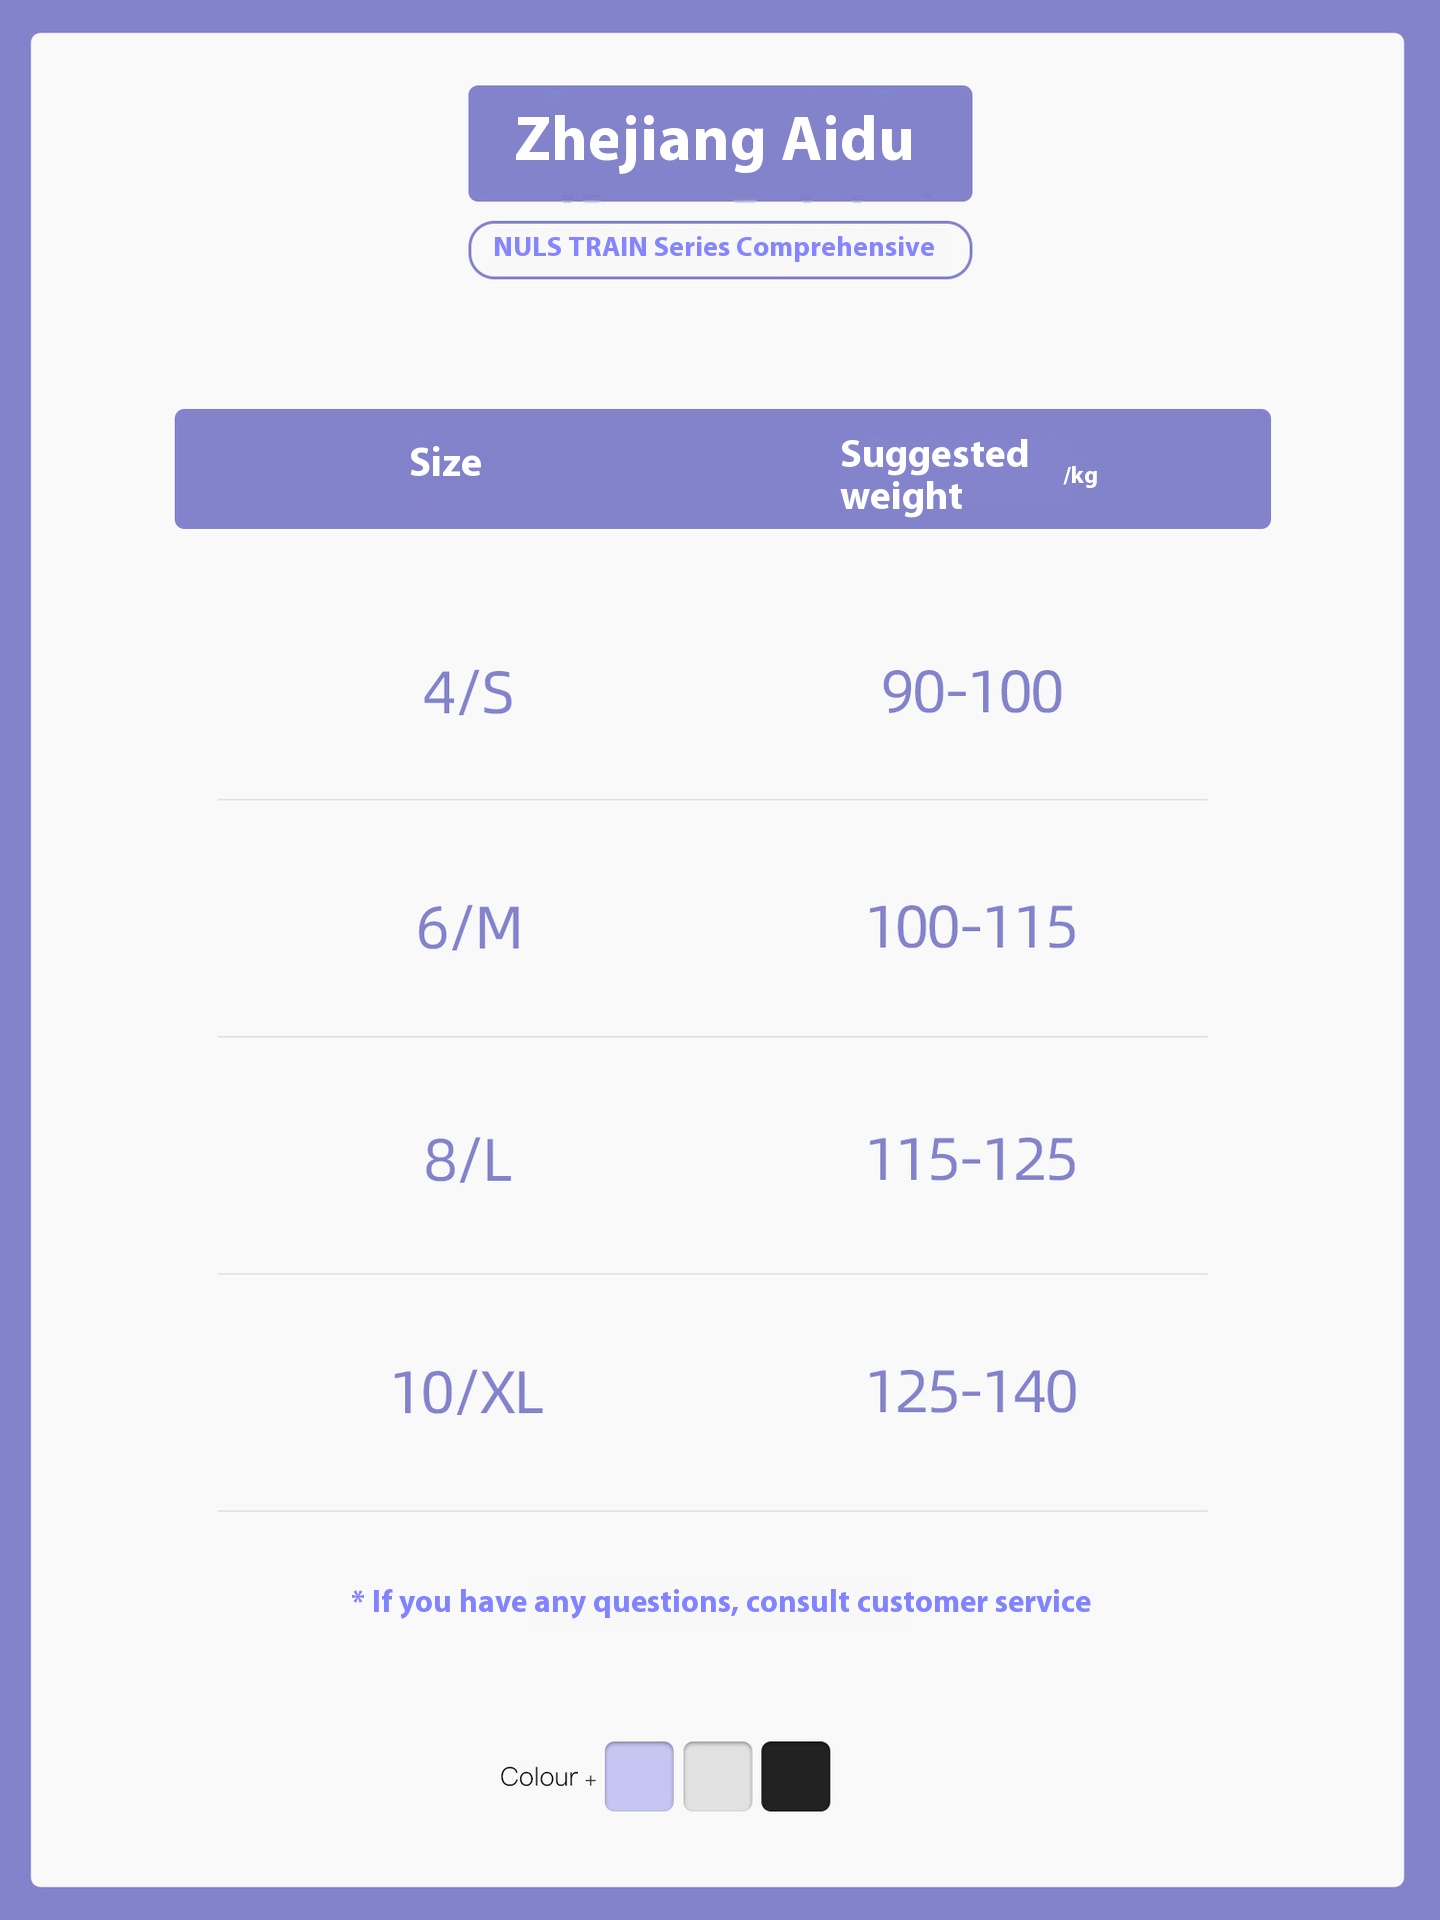 Zhejiang Aidu
NULS TRAIN Series Comprehensive
Size
Suggested
weight
/kg
4/S 90-100
6/M 100-115
8/L 115-125
10/XL 125-140
* If you have any questions, consult customer service
Colour +